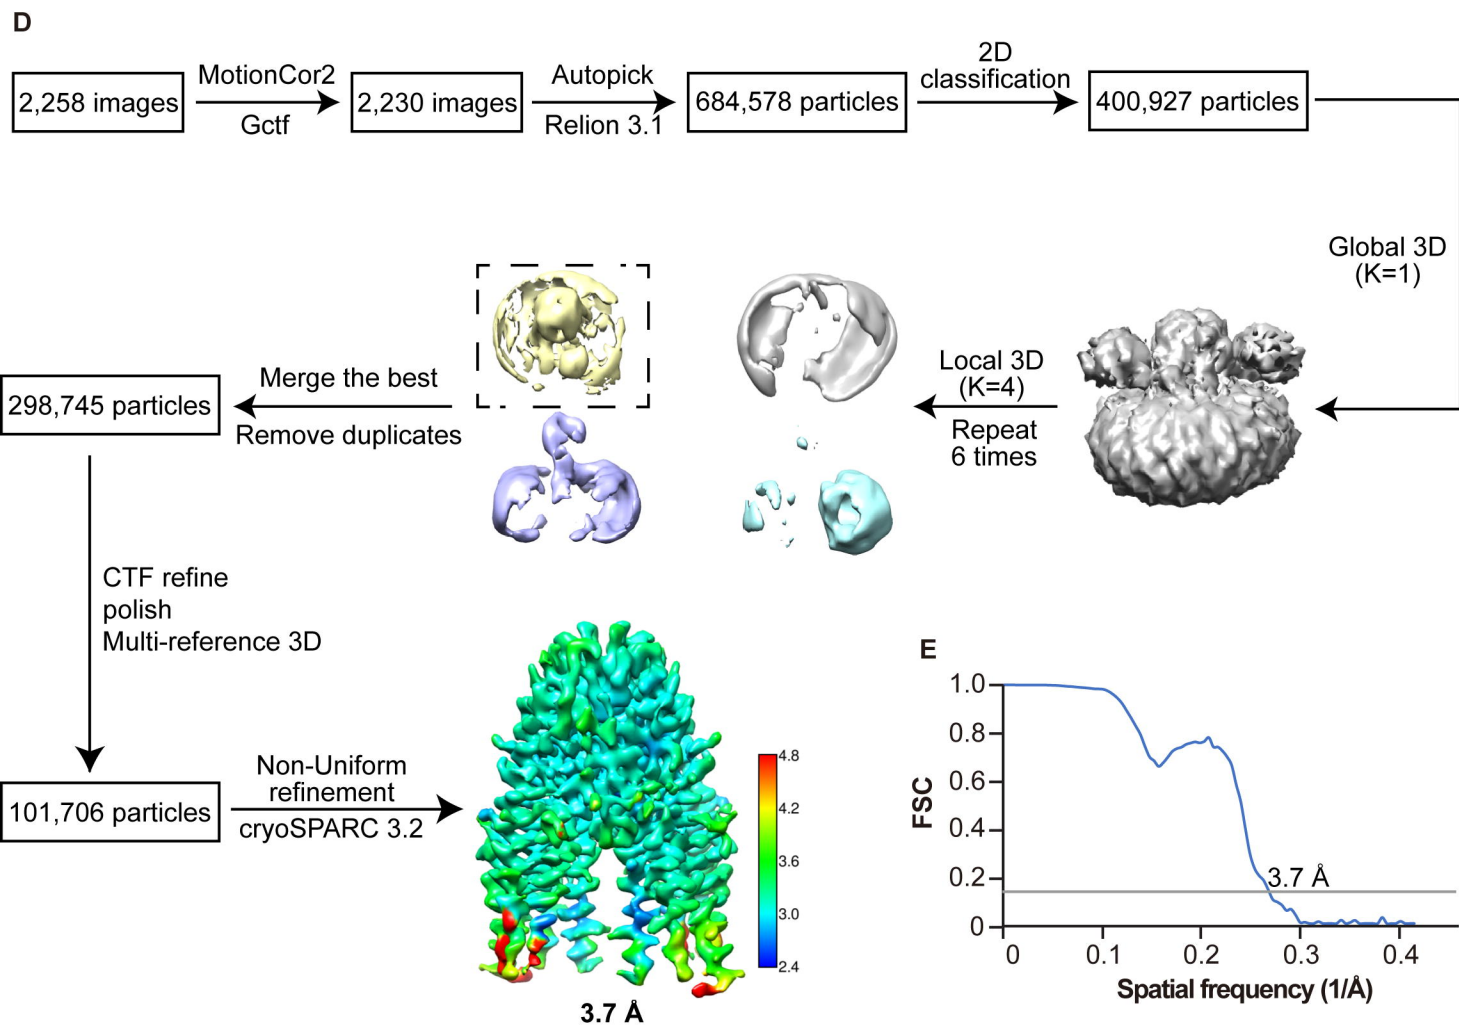 D
2,258 images
MotionCor2
Gctf
2,230 images
Autopick
Relion 3.1
684,578 particles
2D
classification
400,927 particles
Global 3D
(K=1)
Local 3D
(K=4)
Repeat
6 times
Merge the best
Remove duplicates
298,745 particles
CTF refine
polish
Multi-reference 3D
101,706 particles
Non-Uniform
refinement
cryoSPARC 3.2
4.8
4.2
3.6
3.0
2.4
3.7 Å
E
1.0
0.8
0.6
0.4
0.2
0
FSC
3.7 Å
0
0.1
0.2
0.3
0.4
Spatial frequency (1/Å)